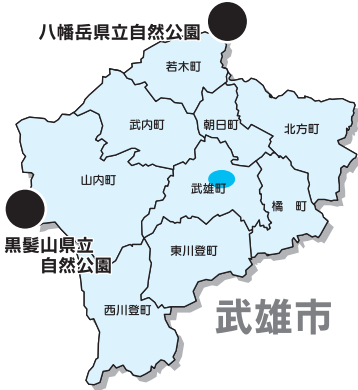 八幡岳県立自然公園
若木町
武内町
朝日町
北方町
山内町
武雄町
橘　町
黒髪山県立
自然公園
東川登町
西川登町
武雄市